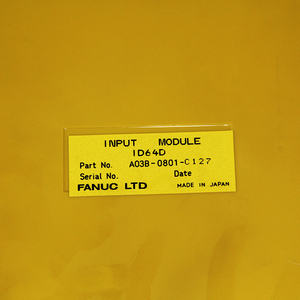 INPUT MODULE
ID64D
Part No. A03B-0801-C127
Serial No. Date
FANUC LTD MADE IN JAPAN